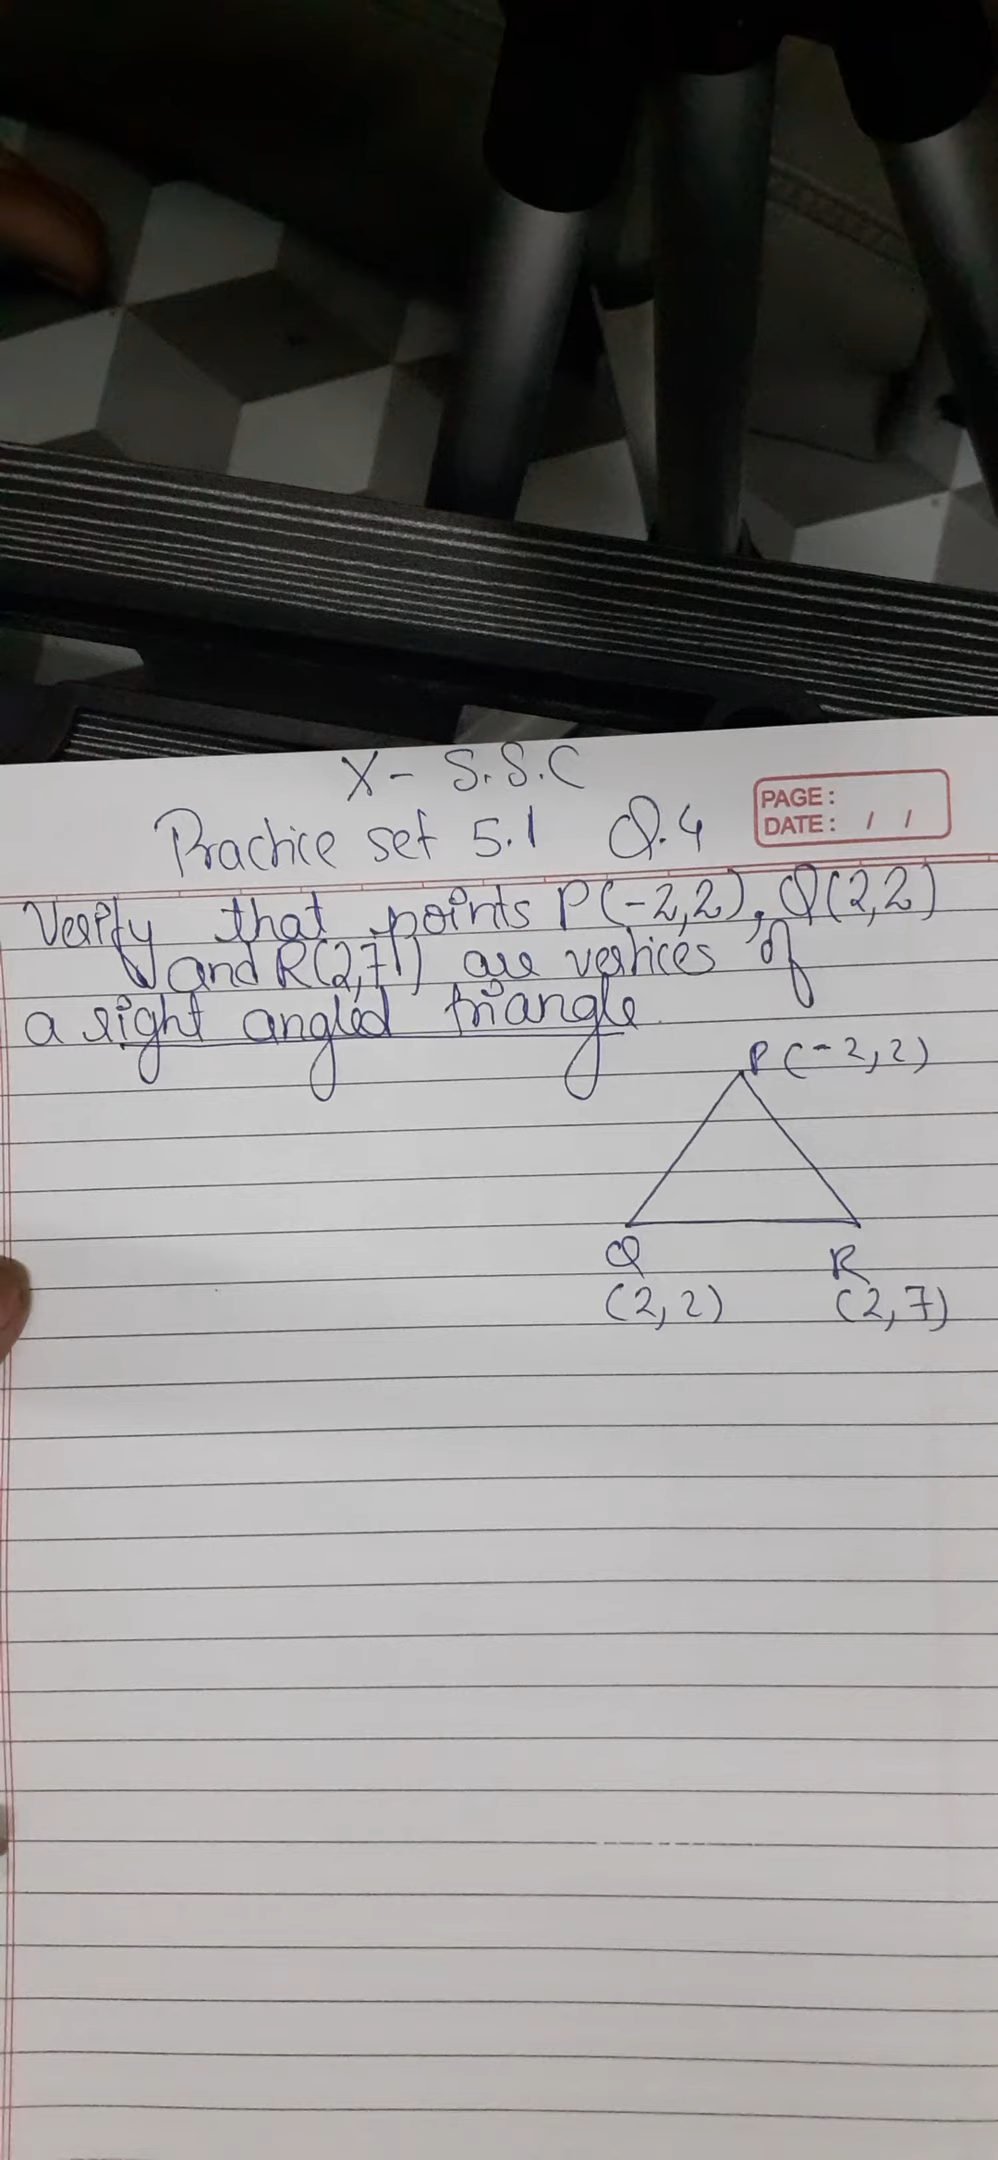 X - S.S.C
Practice set 5.1 Q.4
PAGE:
DATE: / /
Verify that points P(-2,2), Q(2,2)
and R(2,7) are vertices of
a right angled triangle.
P(-2,2)
Q
R
(2,2)
(2,7)